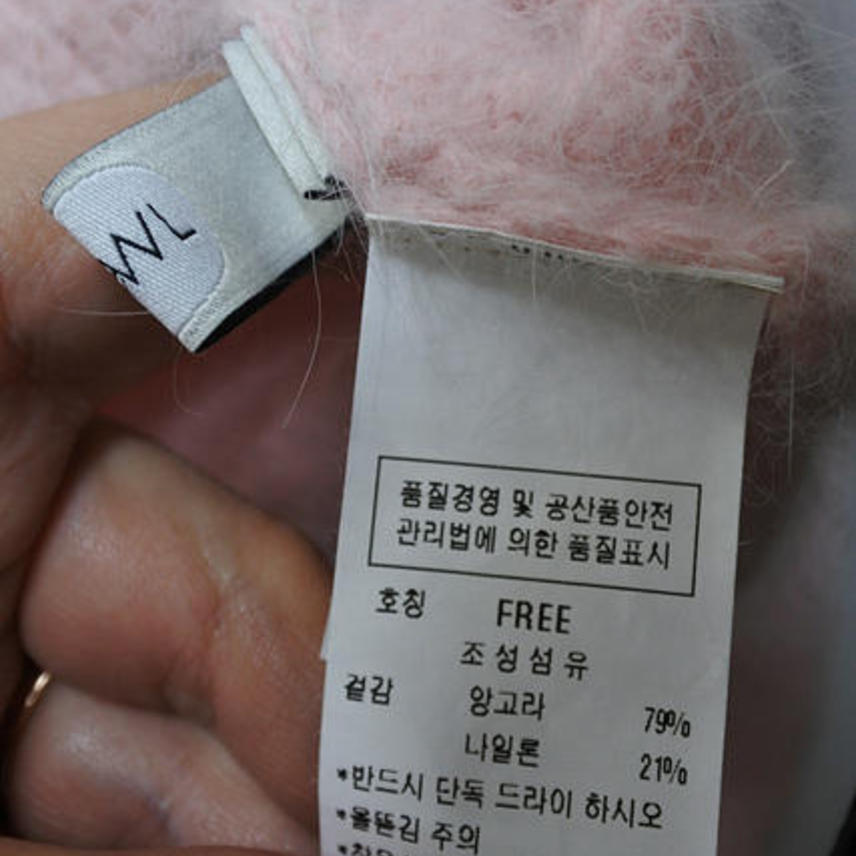 WL
품질경영 및 공산품안전
관리법에 의한 품질표시
호칭 FREE
조성섬유
겉감 앙고라 79%
나일론 21%
*반드시 단독 드라이 하시오
*올뜯김 주의